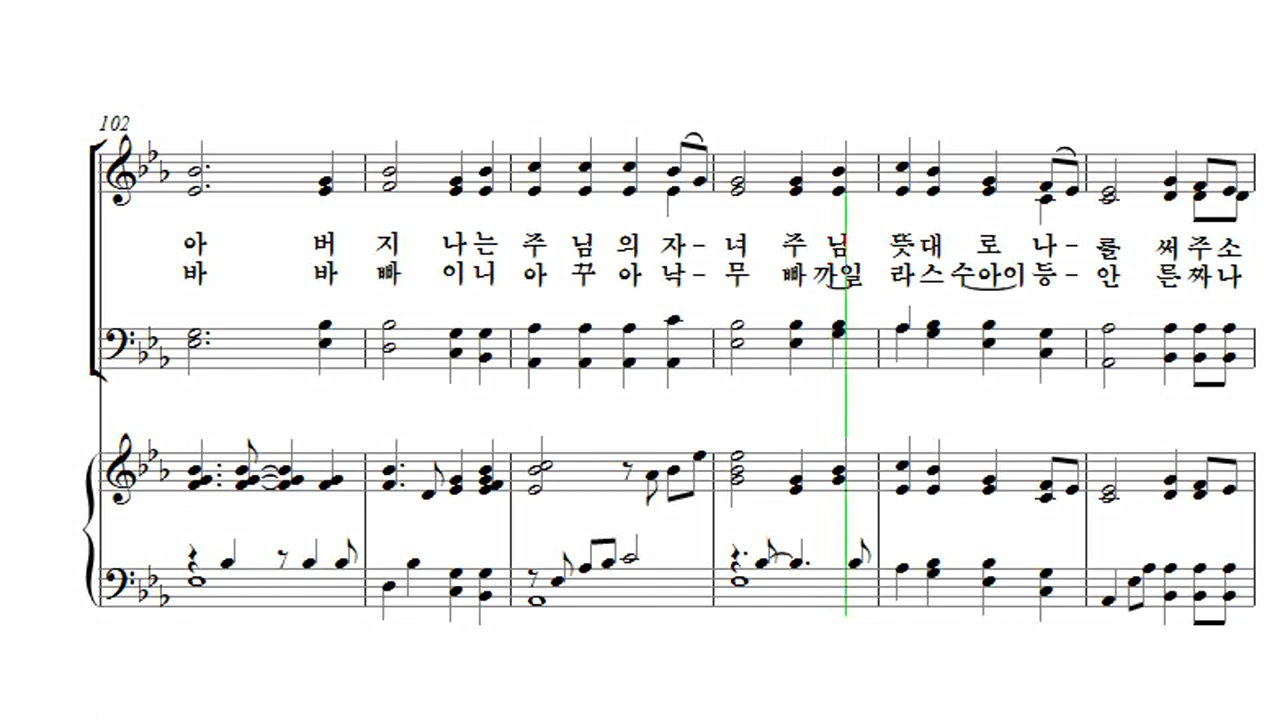 102
아 버 지 나는 주 님 의 자- 녀 주 님 뜻대 로 나- 를 써주소
바 바 빠 이니 아 꾸 아 낙- 무 빠까일 라스수아이등- 안 른짜나